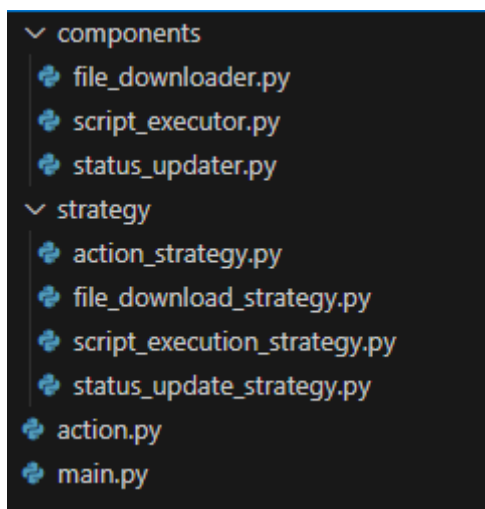 components
file_downloader.py
script_executor.py
status_updater.py
strategy
action_strategy.py
file_download_strategy.py
script_execution_strategy.py
status_update_strategy.py
action.py
main.py